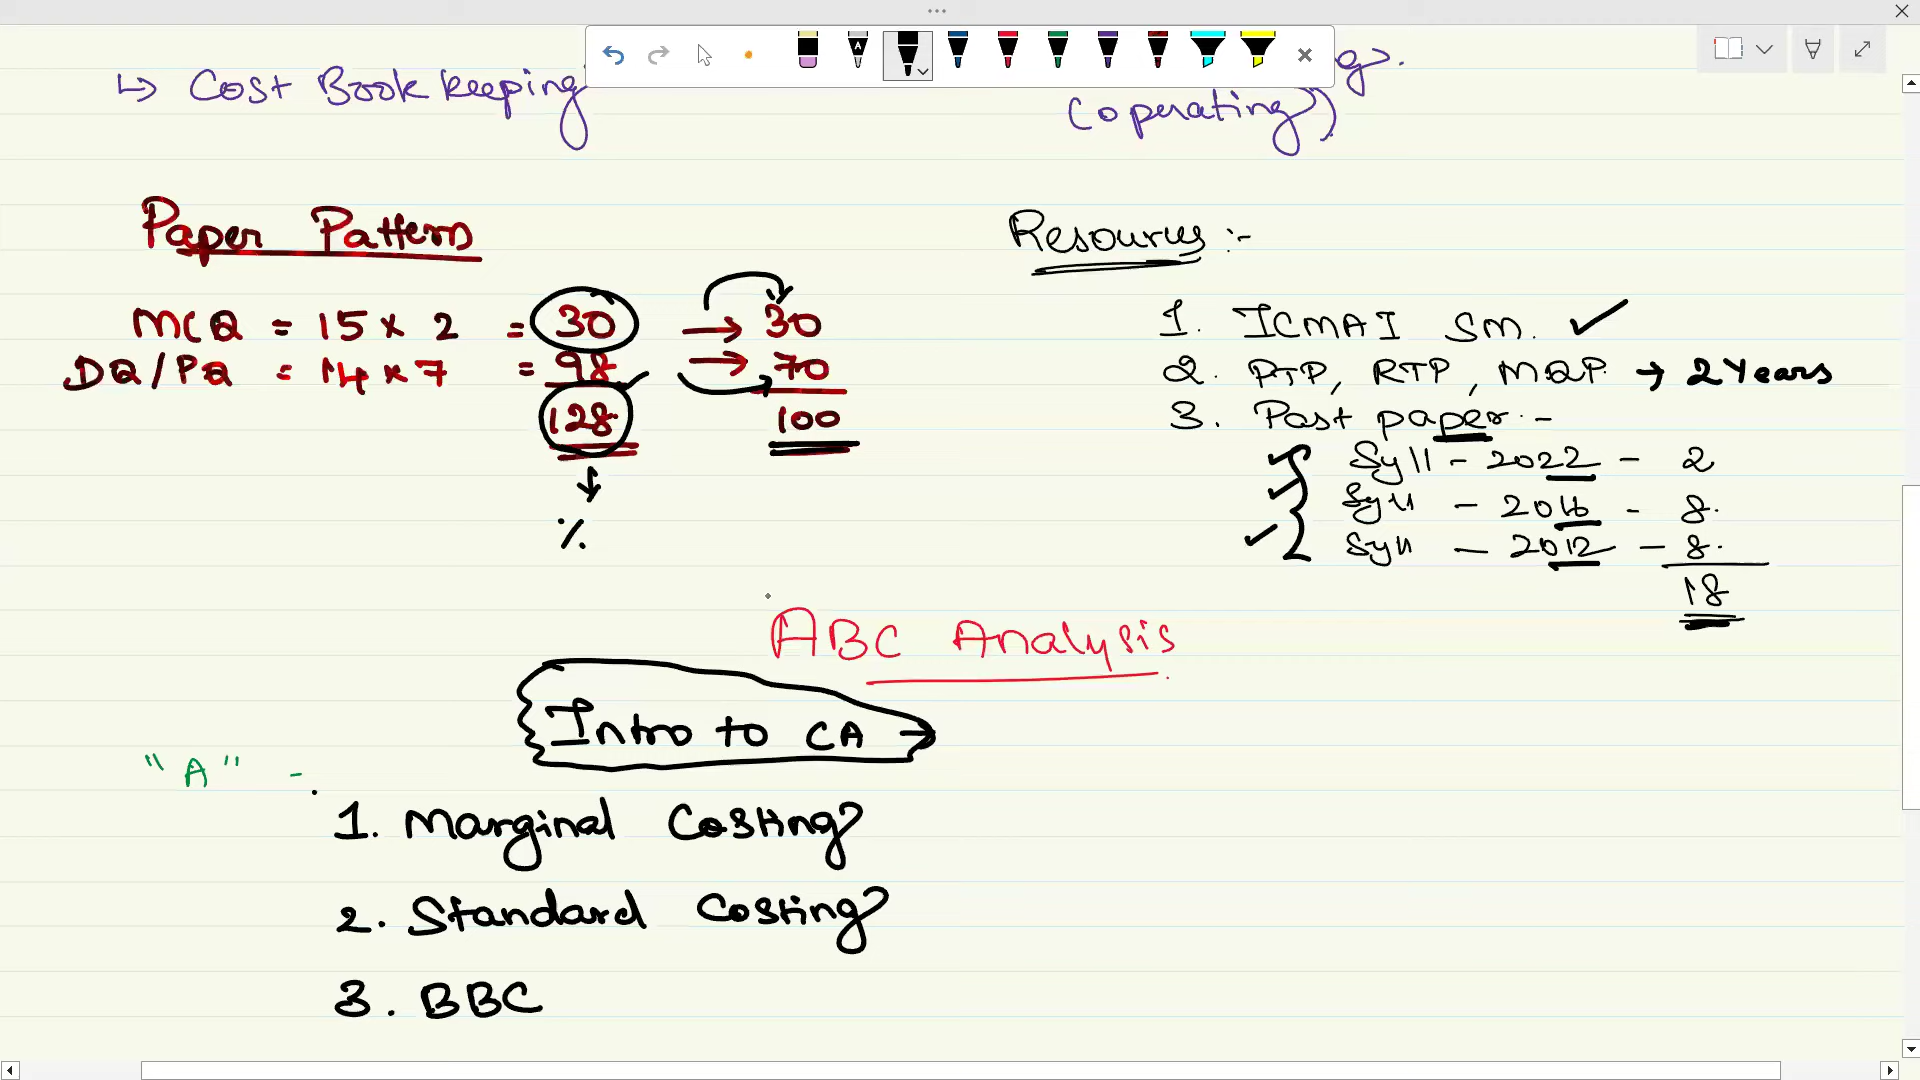 ↳ Cost Book keeping
g.
(operating)
Paper Pattern
MCQ = 15 x 2 = 30 → 30
DQ/PQ = 14 x 7 = 98 → 70
128 100
↓
%
Resources :-
1. ICMAI SM. ✓
2. PTP, RTP, MQP. → 2 Years
3. Past paper -
Syll - 2022 - 2
Syll - 2016 - 8.
Syll - 2012 - 8.
18
ABC Analysis
Intro to CA →
"A" -
1. Marginal Costing
2. Standard Costing
3. BBC